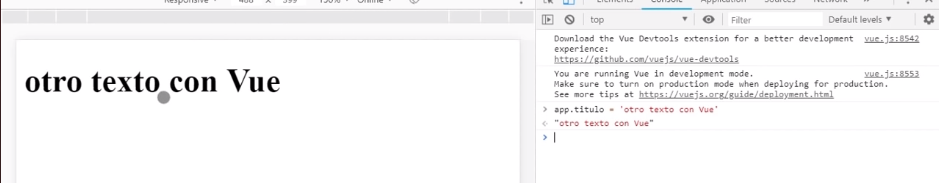 Responsive
Online
Elements Console Application Sources Network
top Filter Default levels
otro texto con Vue
Download the Vue Devtools extension for a better development vue.js:8542
experience:
https://github.com/vuejs/vue-devtools
You are running Vue in development mode. vue.js:8553
Make sure to turn on production mode when deploying for production.
See more tips at https://vuejs.org/guide/deployment.html
> app.titulo = 'otro texto con Vue'
< "otro texto con Vue"
>